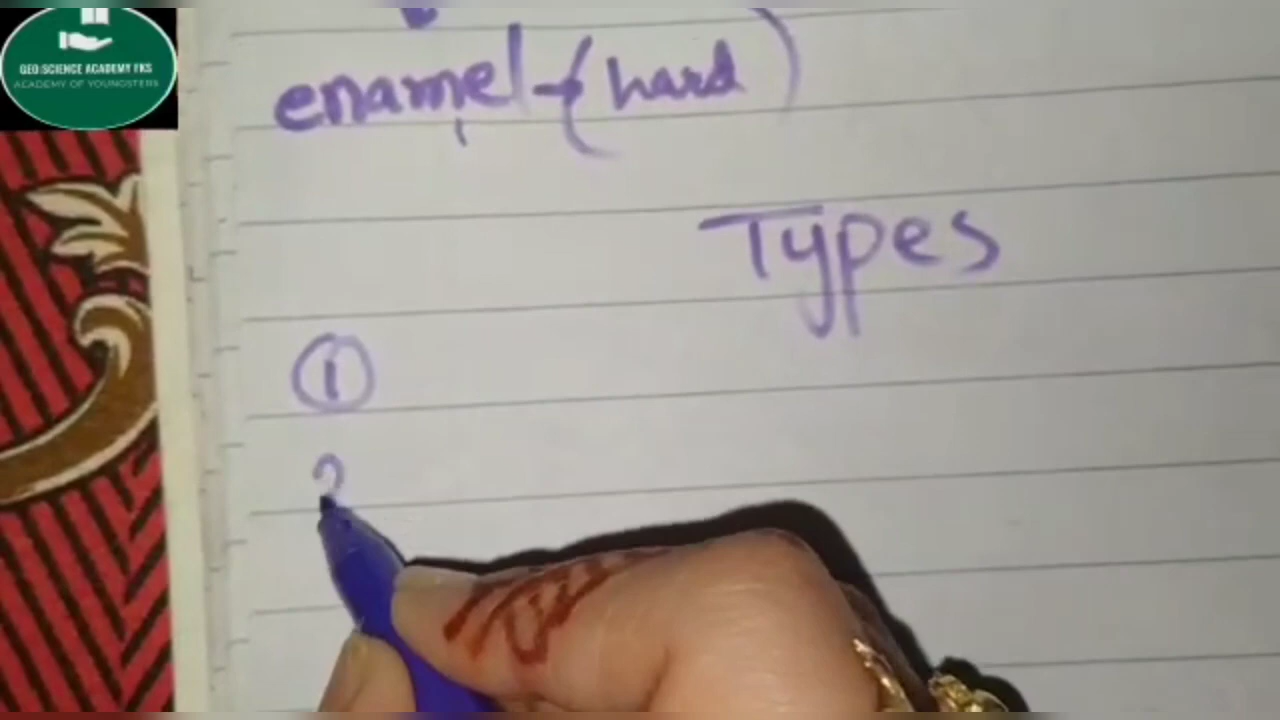 GEO:SCIENCE ACADEMY FKS
ACADEMY OF YOUNGSTERS
enamel → (hard)
Types
①
2